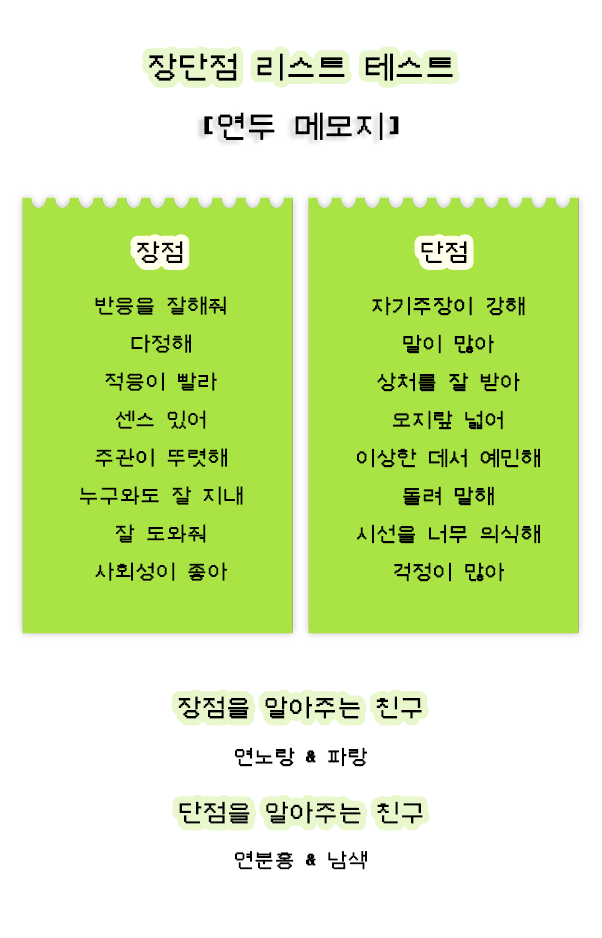 장단점 리스트 테스트
[연두 메모지]
장점
반응을 잘해줘
다정해
적응이 빨라
센스 있어
주관이 뚜렷해
누구와도 잘 지내
잘 도와줘
사회성이 좋아
단점
자기주장이 강해
말이 많아
상처를 잘 받아
오지랖 넓어
이상한 데서 예민해
돌려 말해
시선을 너무 의식해
걱정이 많아
장점을 알아주는 친구
연노랑 & 파랑
단점을 알아주는 친구
연분홍 & 남색